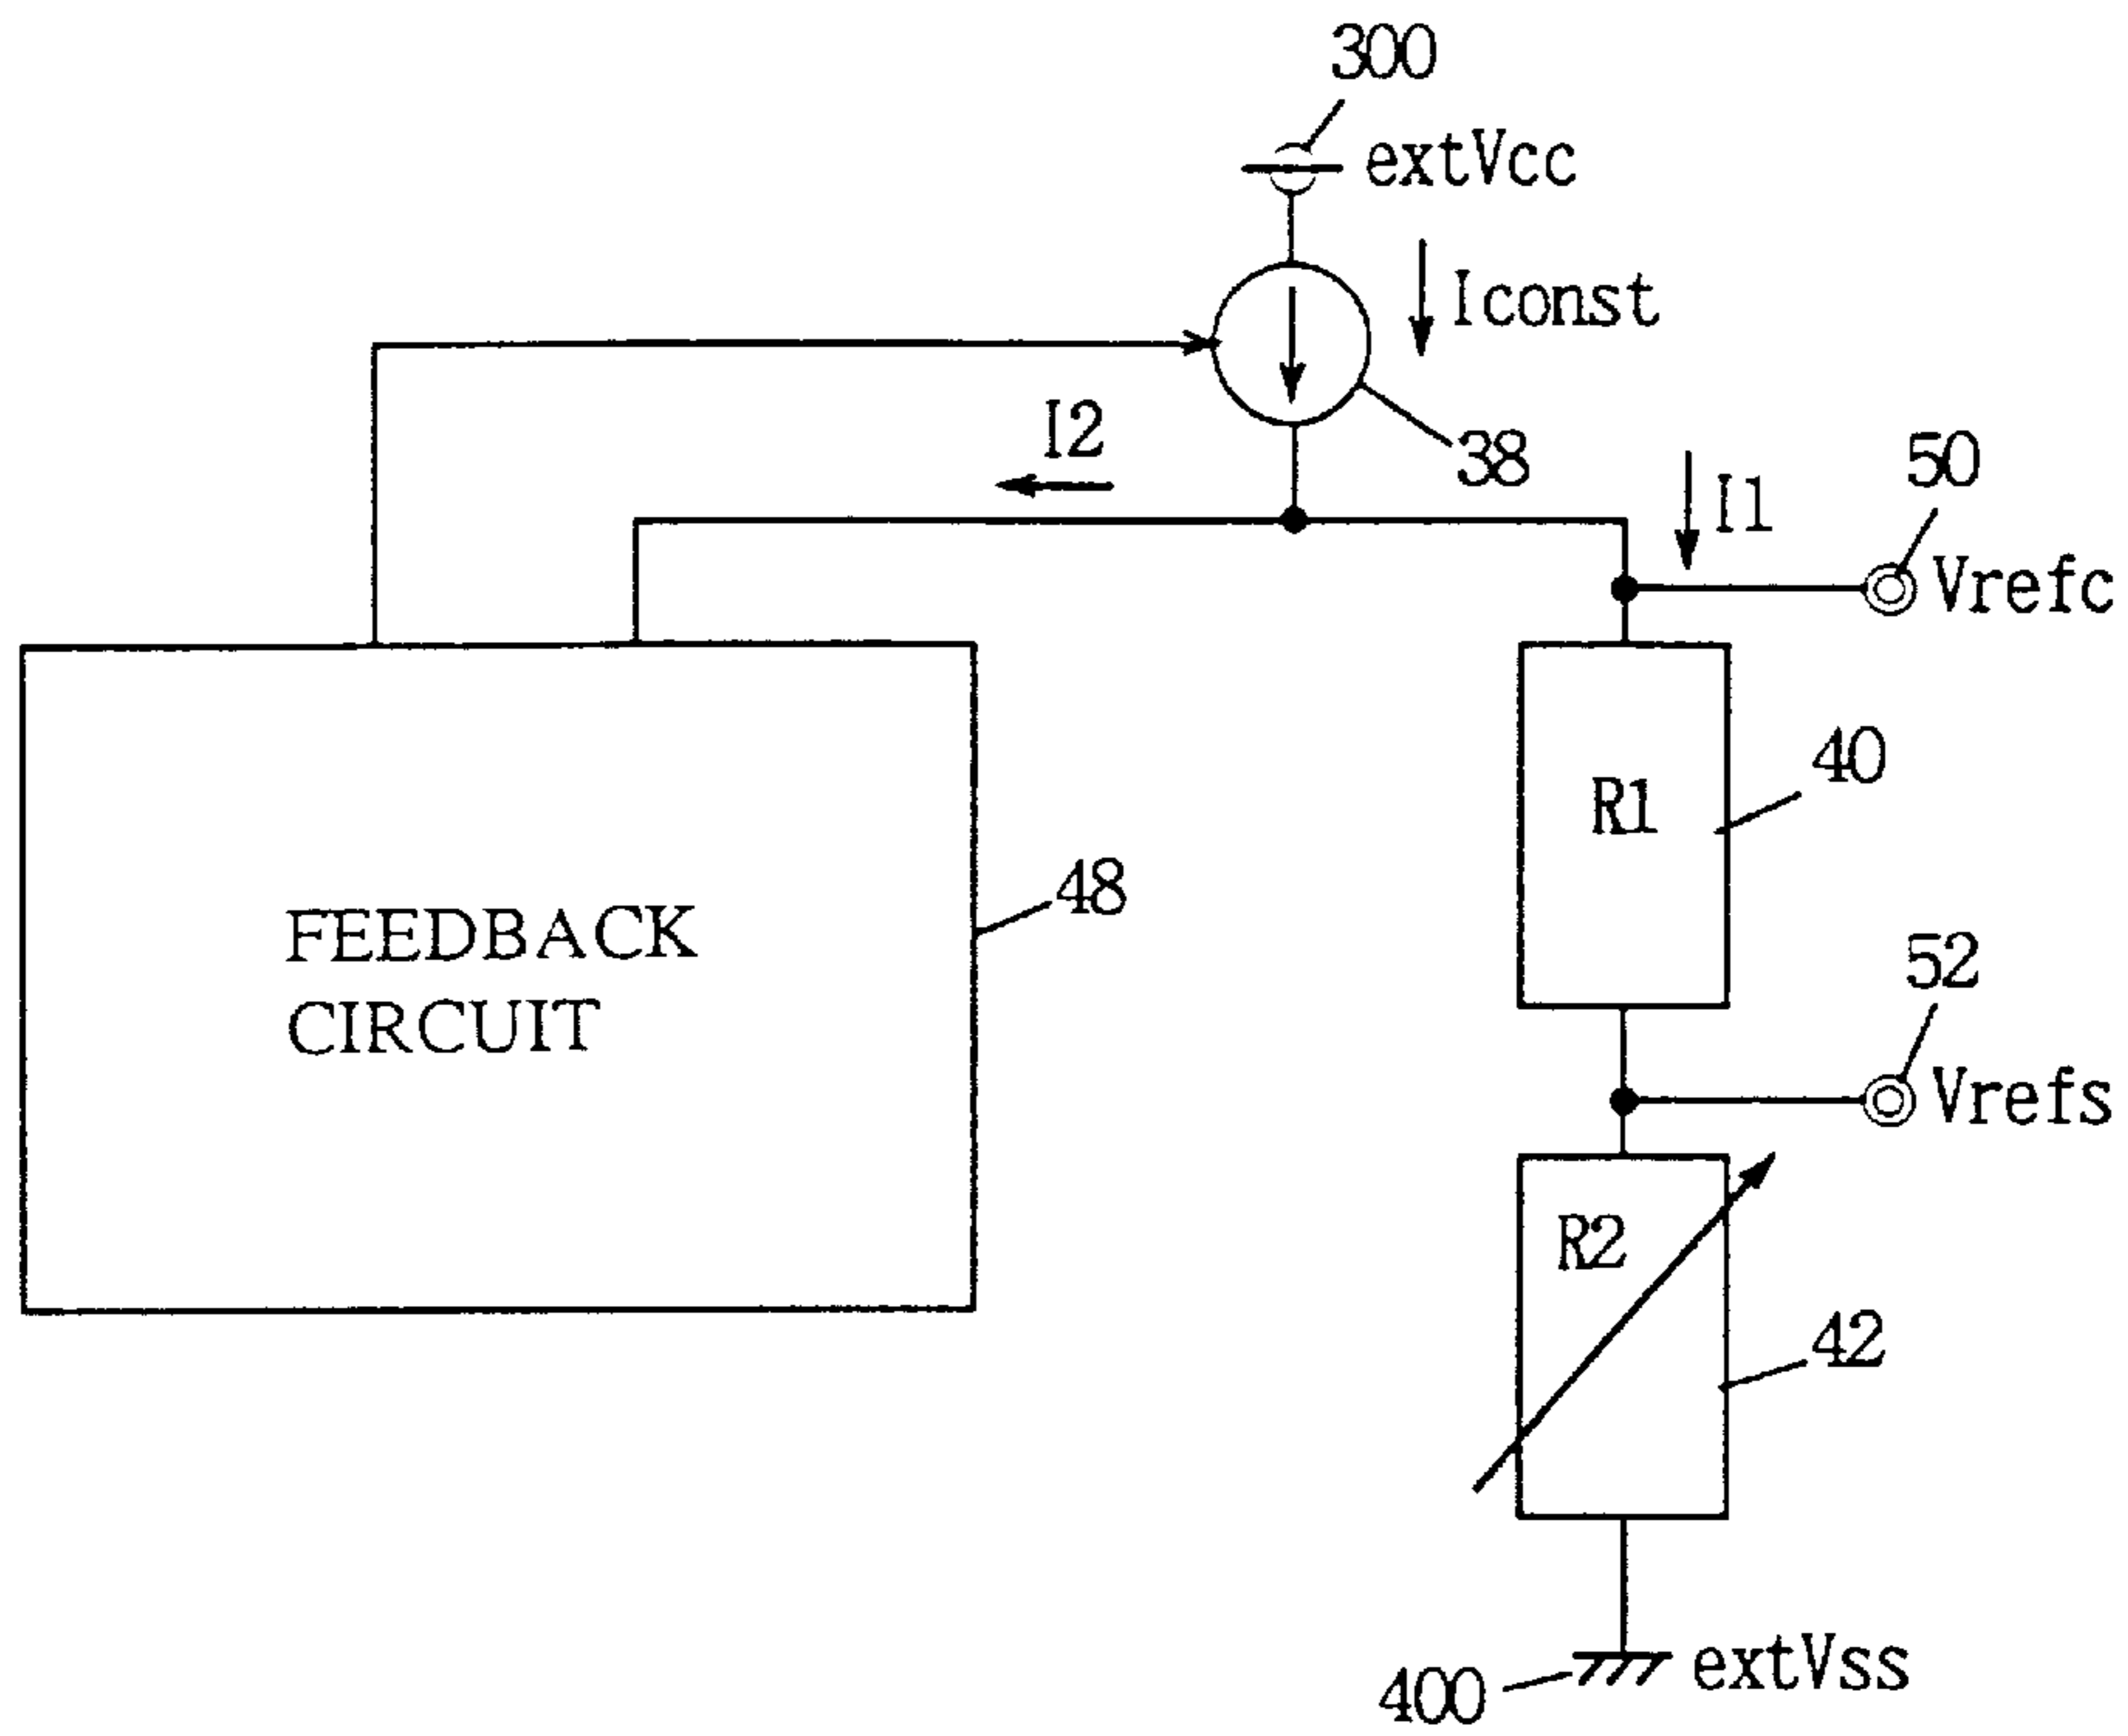 300
extVcc
Iconst
I2
38
I1
50
Vrefc
R1
40
48
FEEDBACK
CIRCUIT
52
Vrefs
R2
42
400
extVss